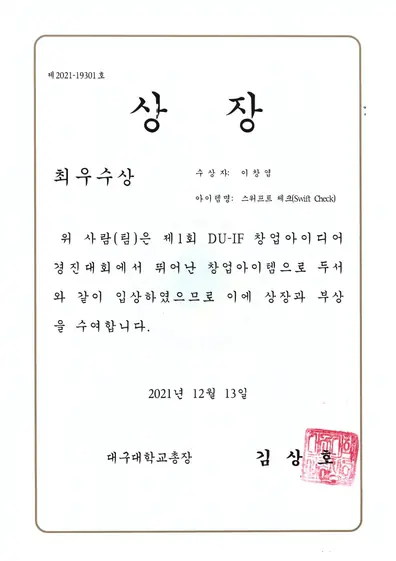 제2021-19301호
상 장
최우수상
수 상 자: 이 창 엽
아이템명: 스위프트 체크(Swift Check)
위 사람(팀)은 제1회 DU-IF 창업아이디어
경진대회에서 뛰어난 창업아이템으로 두서
와 같이 입상하였으므로 이에 상장과 부상
을 수여합니다.
2021년 12월 13일
대구대학교총장 김 상 호